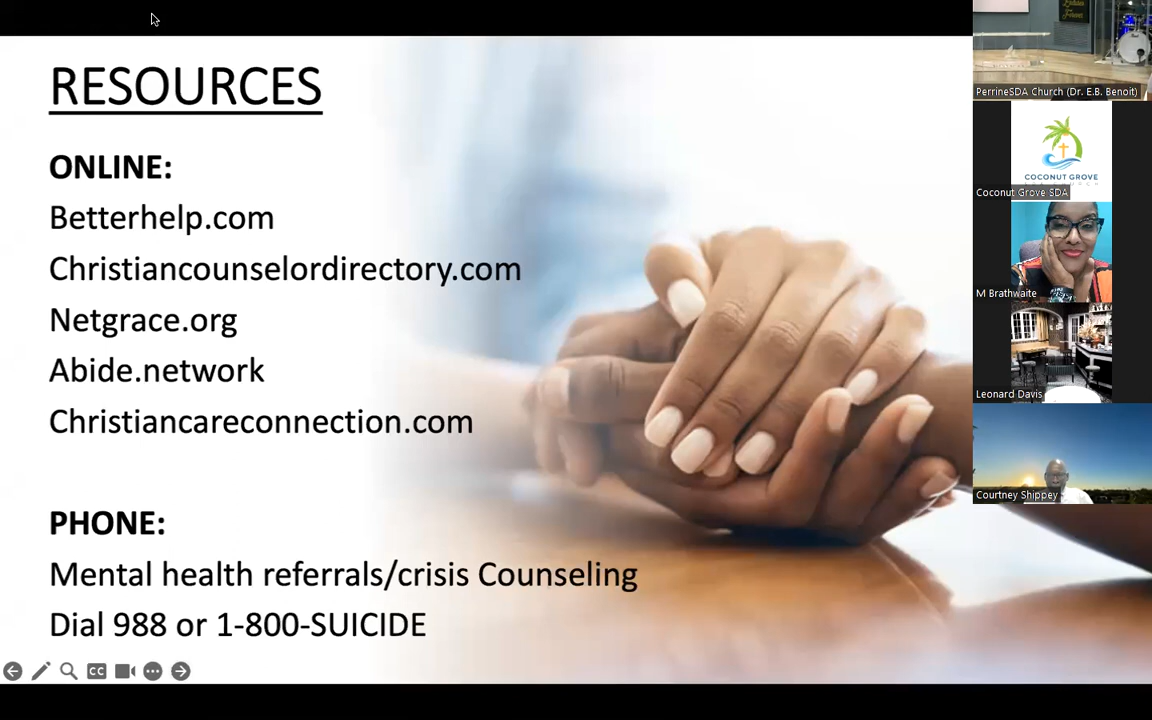 RESOURCES
ONLINE:
Betterhelp.com
Christiancounselordirectory.com
Netgrace.org
Abide.network
Christiancareconnection.com
PHONE:
Mental health referrals/crisis Counseling
Dial 988 or 1-800-SUICIDE
CC
PerrineSDA Church (Dr. E.B. Benoit)
COCONUT GROVE
Coconut Grove SDA
M Brathwaite
Leonard Davis
Courtney Shippey